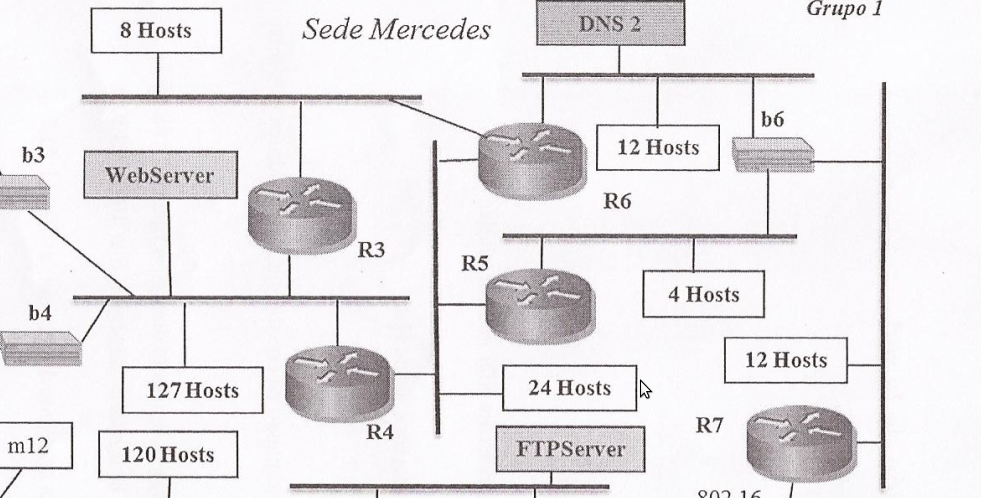 Grupo 1
8 Hosts
Sede Mercedes
DNS 2
b6
12 Hosts
b3
WebServer
R6
R3
R5
4 Hosts
b4
12 Hosts
127 Hosts
24 Hosts
R7
R4
m12
120 Hosts
FTPServer
802.16